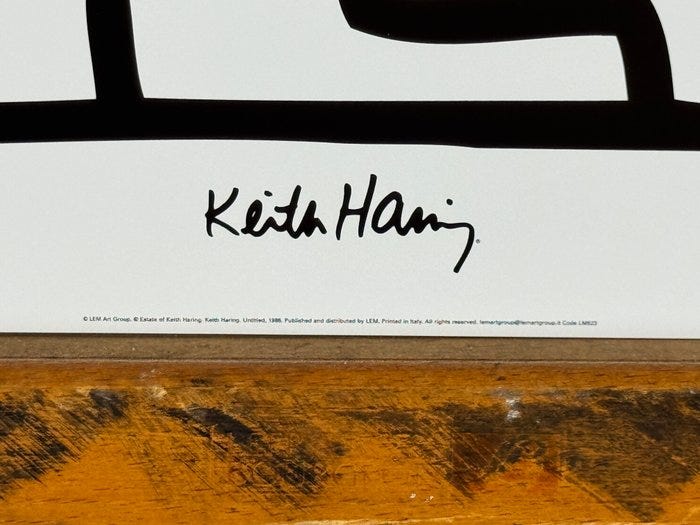 Keith Haring®
© LEM Art Group. © Estate of Keith Haring. Keith Haring. Untitled, 1986. Published and distributed by LEM. Printed in Italy. All rights reserved. lemartgroup@lemartgroup.it Code LM623